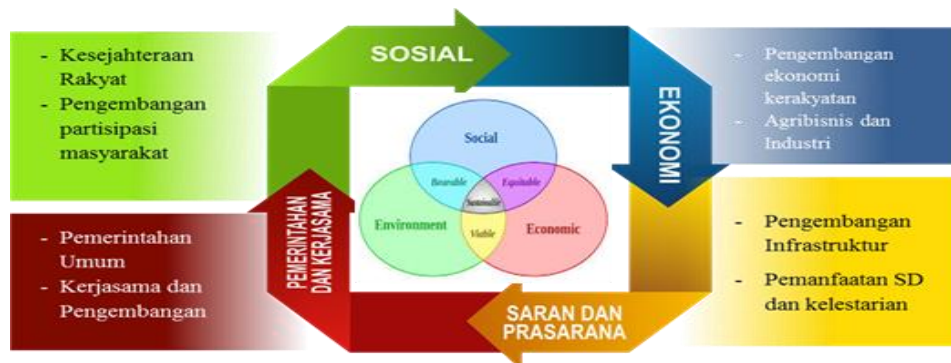 SOSIAL
- Kesejahteraan
Rakyat
- Pengembangan
partisipasi
masyarakat
EKONOMI
- Pengembangan
ekonomi
kerakyatan
- Agribisnis dan
Industri
Social
Bearable
Equitable
Sustainable
Environment
Viable
Economic
PEMERINTAHAN
DAN KERJASAMA
- Pemerintahan
Umum
- Kerjasama dan
Pengembangan
- Pengembangan
Infrastruktur
- Pemanfaatan SD
dan kelestarian
SARAN DAN
PRASARANA